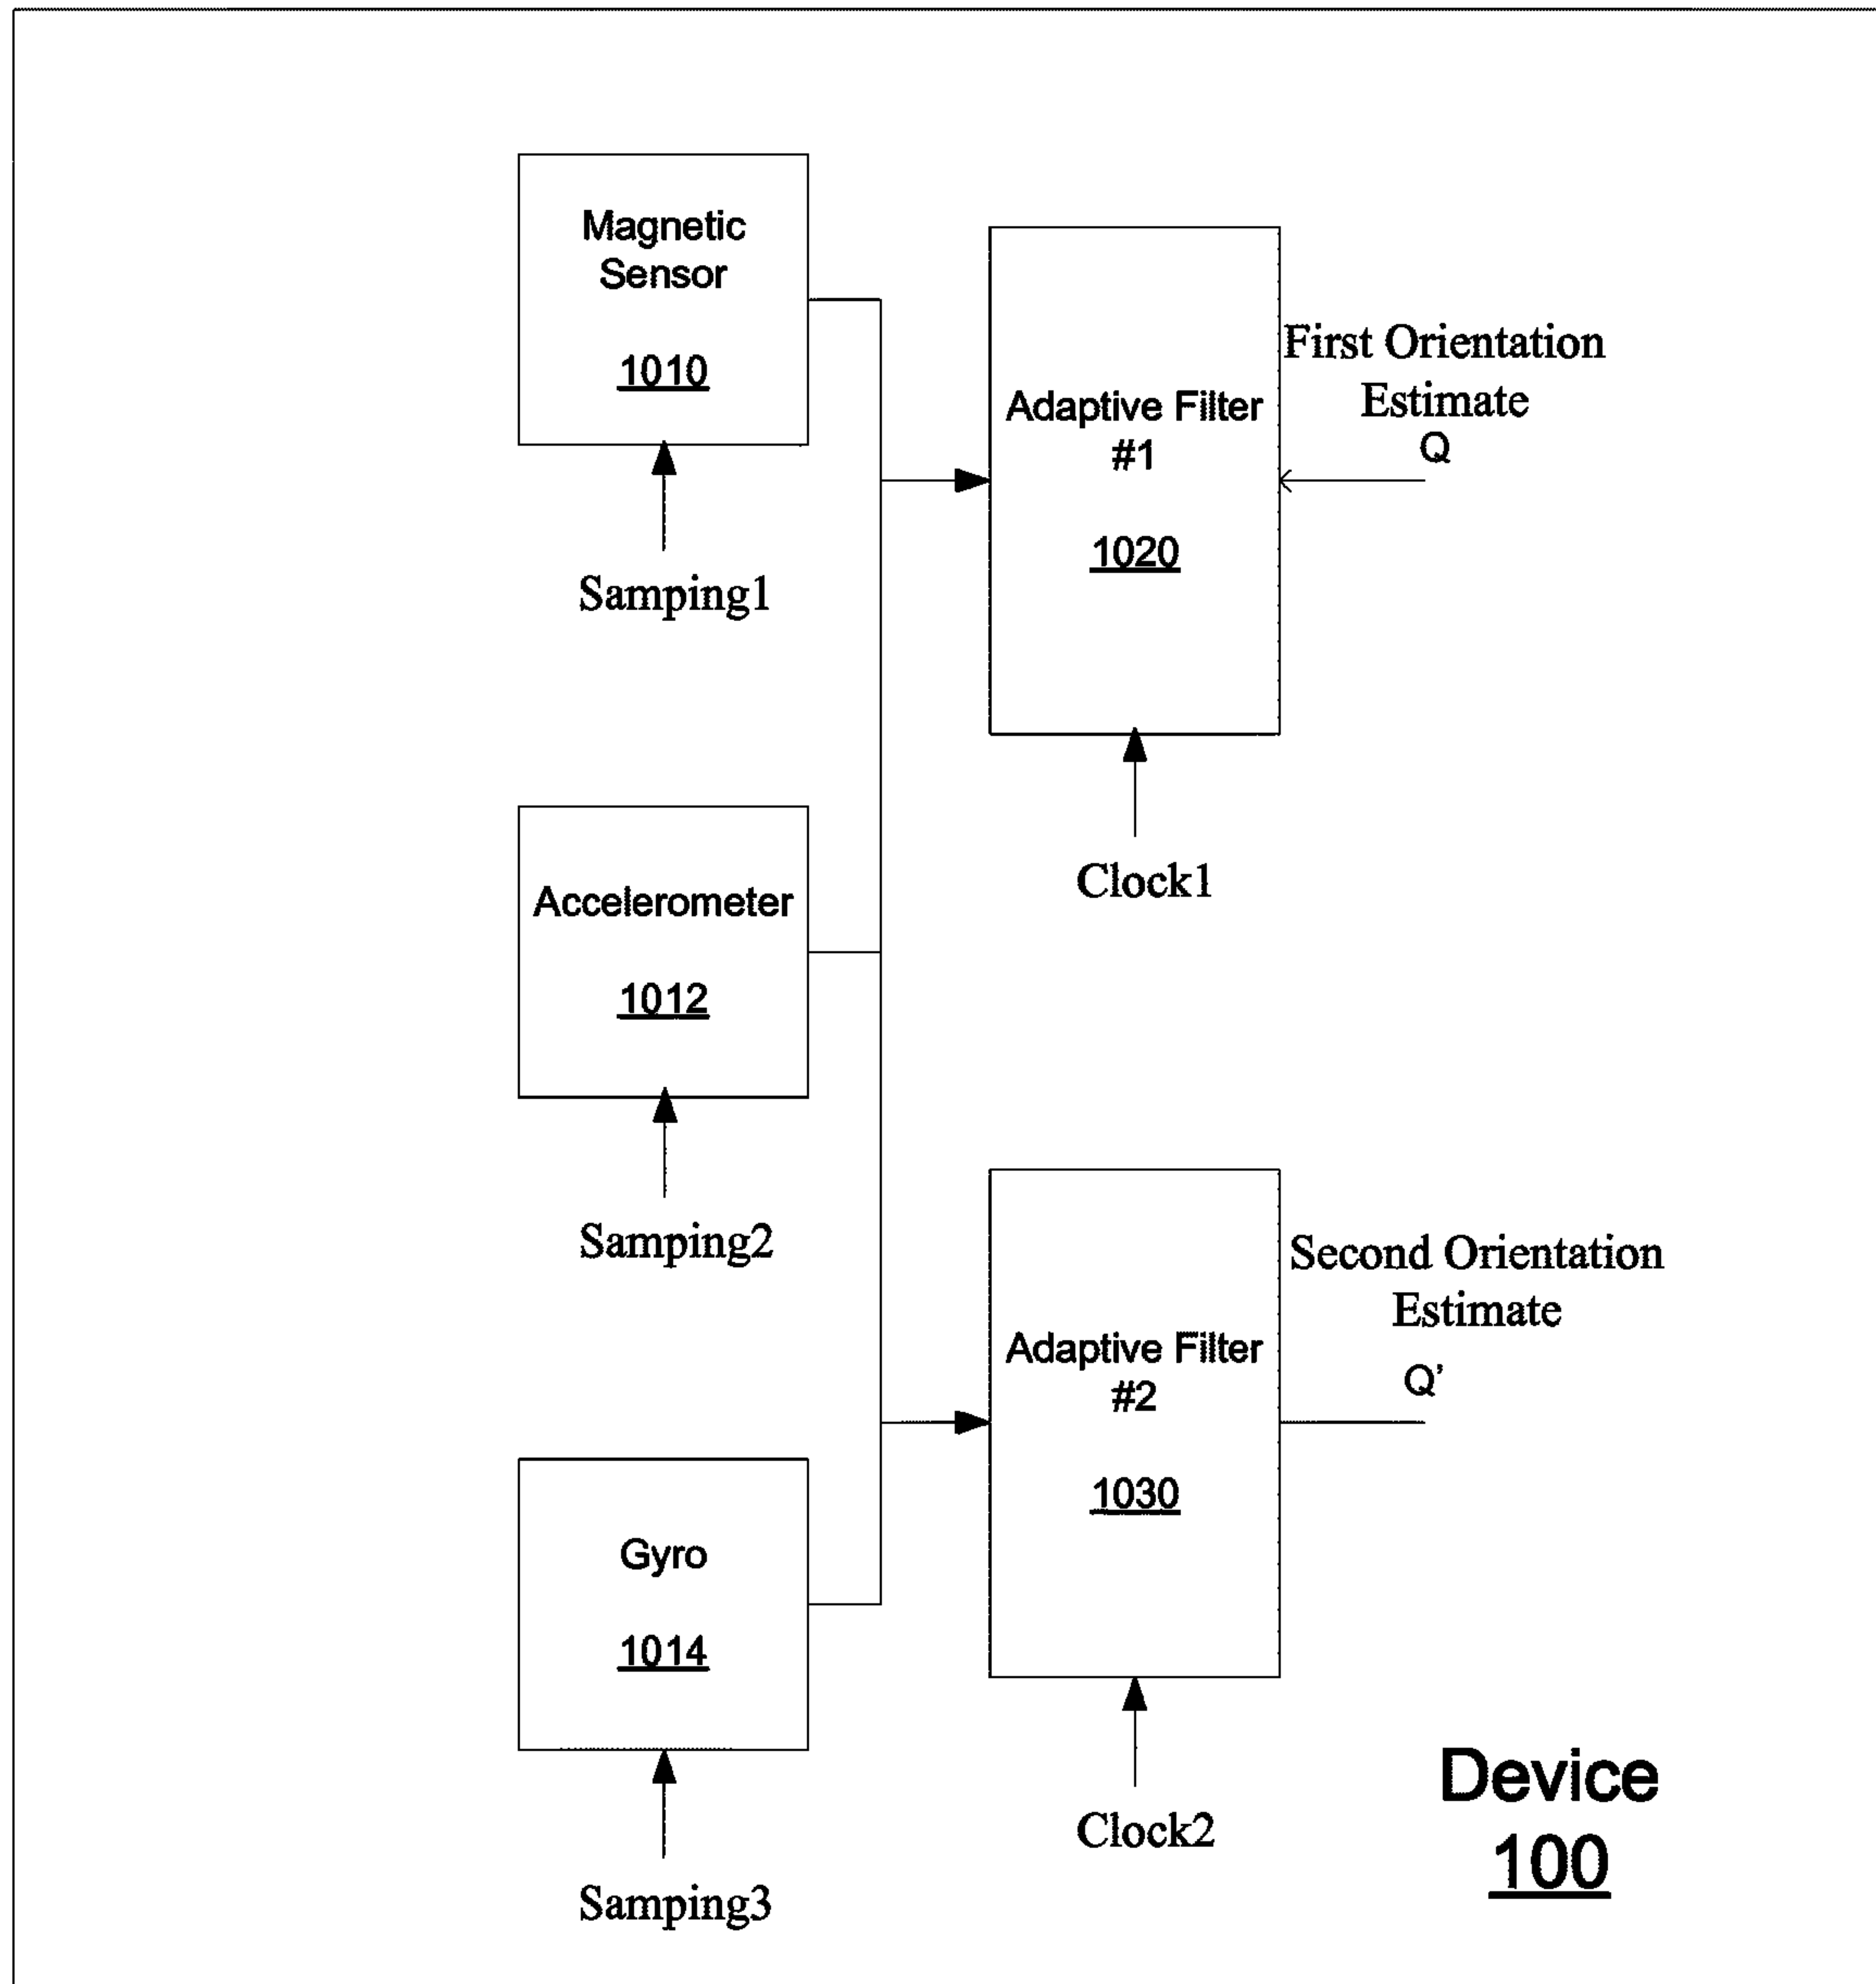 Magnetic
Sensor
1010
Samping1
Accelerometer
1012
Samping2
Gyro
1014
Samping3
Adaptive Filter
#1
1020
Clock1
First Orientation
Estimate
Q
Adaptive Filter
#2
1030
Clock2
Second Orientation
Estimate
Q’
Device
100